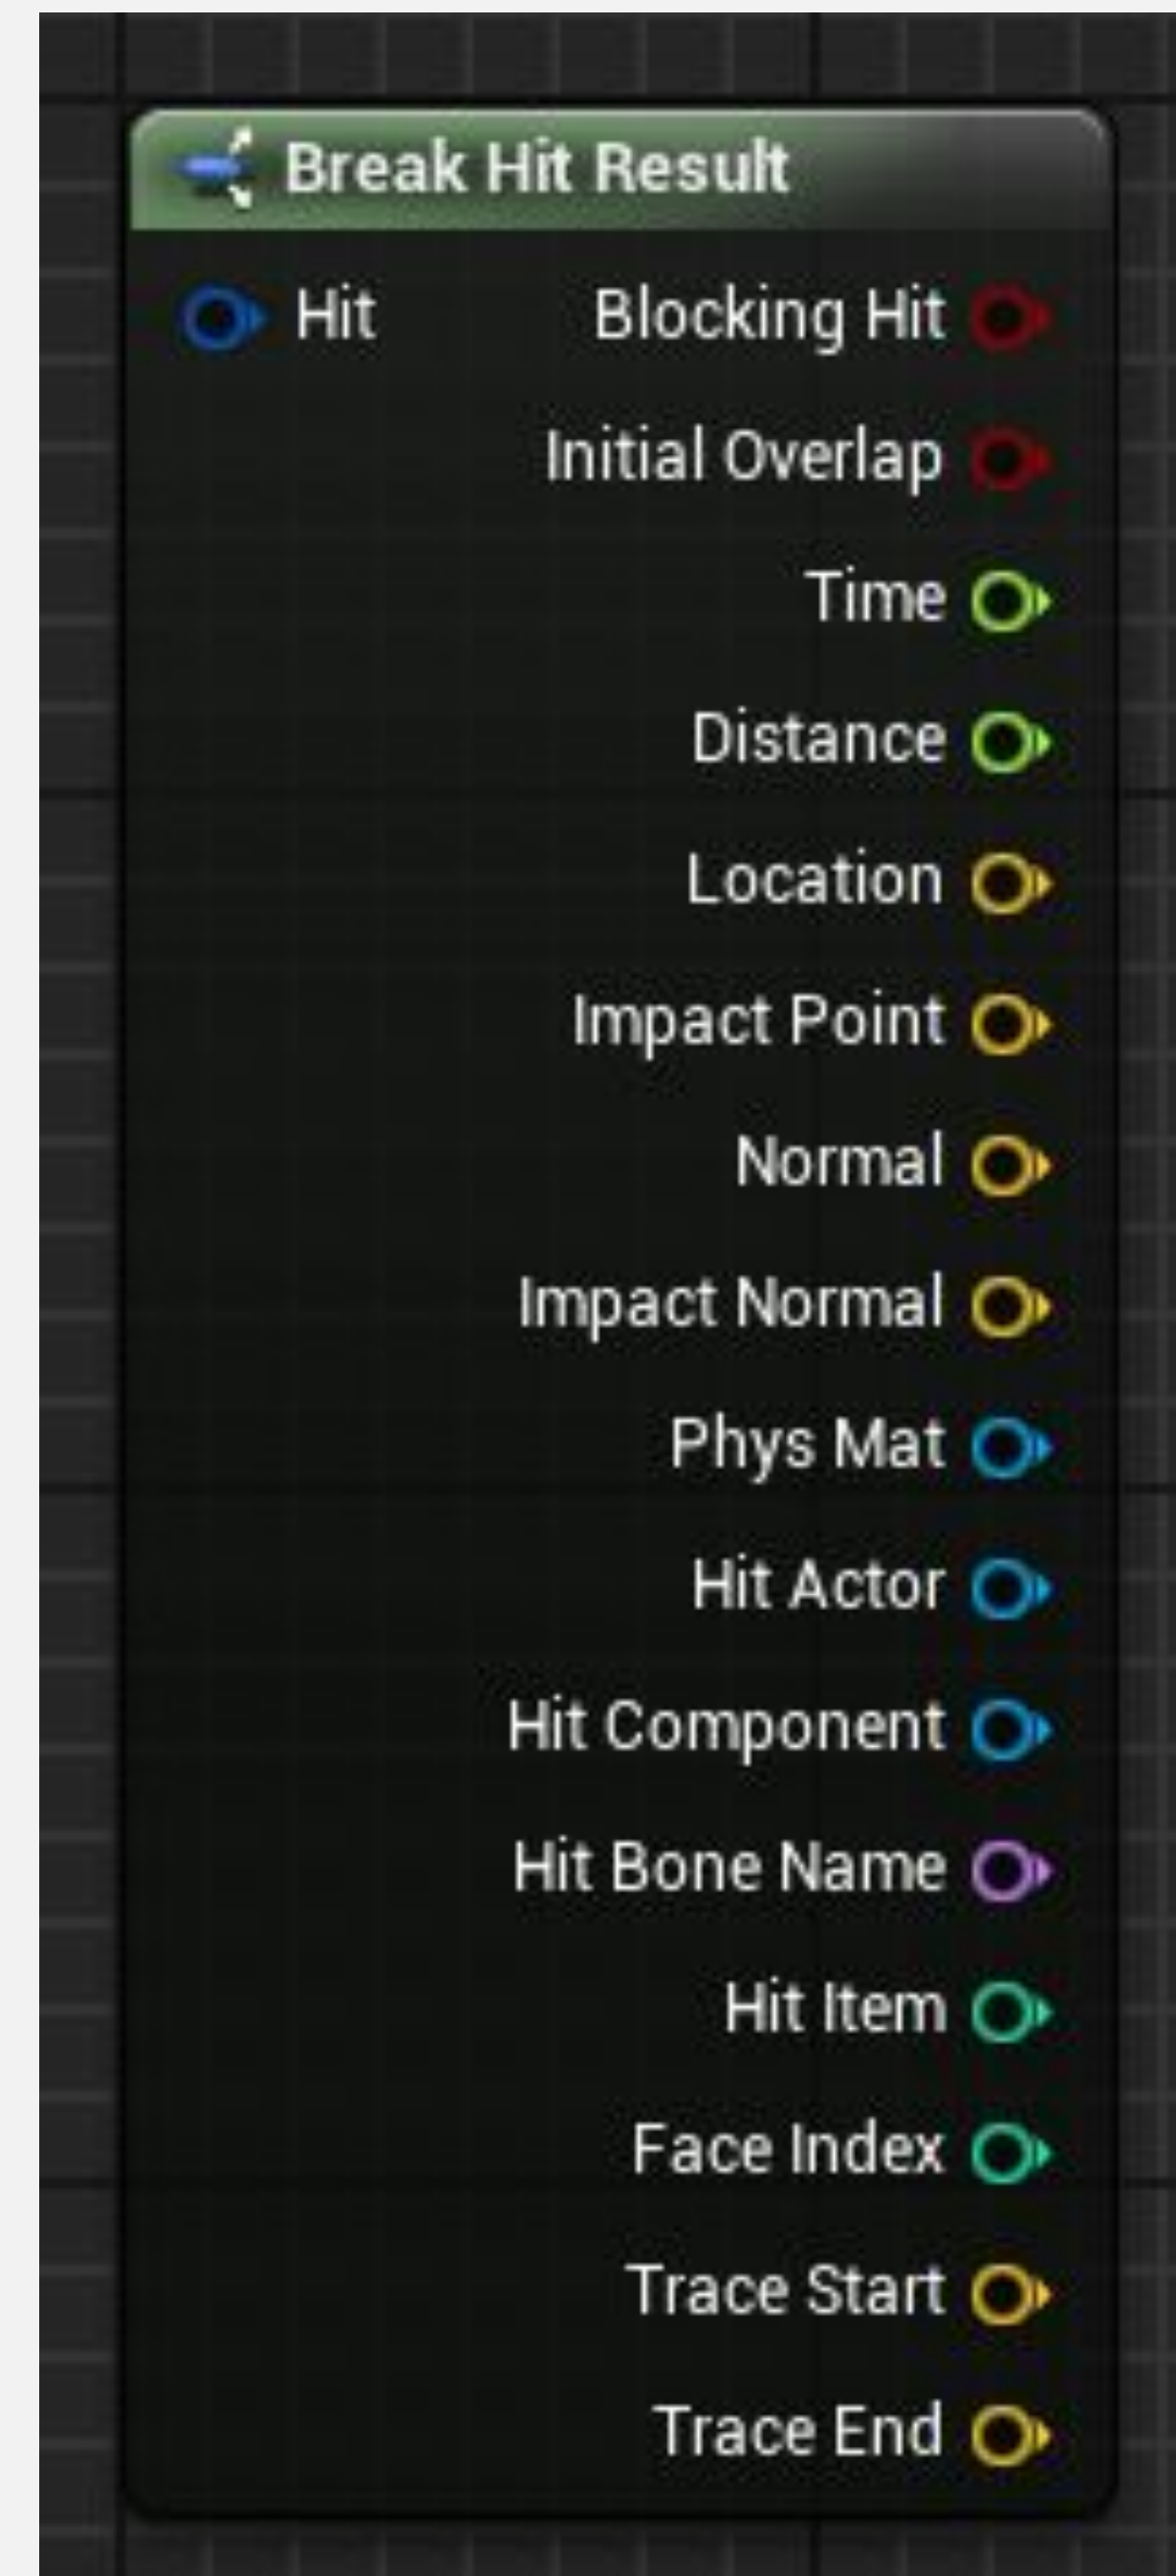 Break Hit Result
Hit Blocking Hit
Initial Overlap
Time
Distance
Location
Impact Point
Normal
Impact Normal
Phys Mat
Hit Actor
Hit Component
Hit Bone Name
Hit Item
Face Index
Trace Start
Trace End